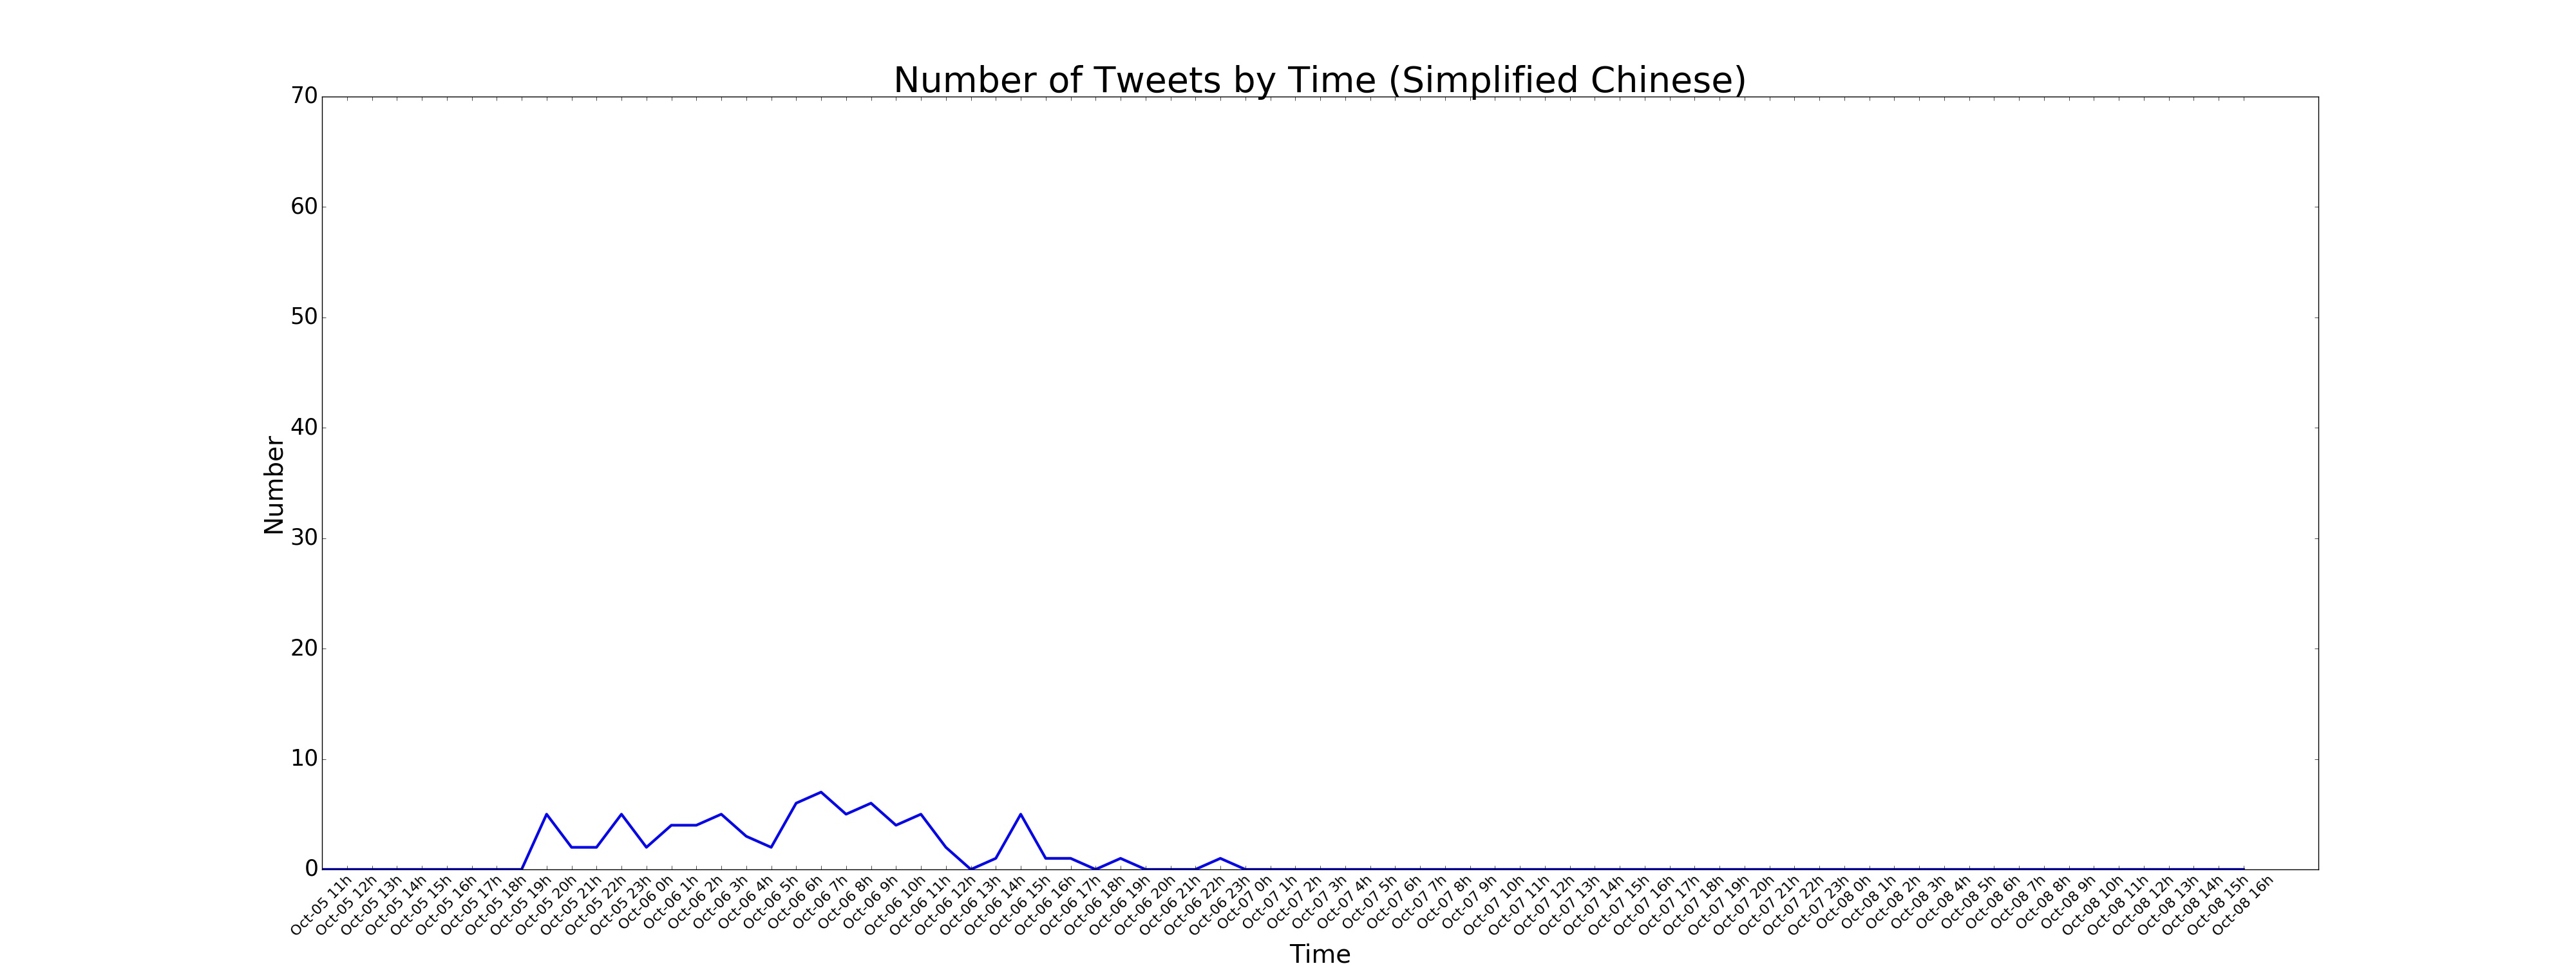 Number of Tweets by Time (Simplified Chinese)
70
60
50
40
30
20
10
0
Number
Oct-05 11h
Oct-05 12h
Oct-05 13h
Oct-05 14h
Oct-05 15h
Oct-05 16h
Oct-05 17h
Oct-05 18h
Oct-05 19h
Oct-05 20h
Oct-05 21h
Oct-05 22h
Oct-05 23h
Oct-06 0h
Oct-06 1h
Oct-06 2h
Oct-06 3h
Oct-06 4h
Oct-06 5h
Oct-06 6h
Oct-06 7h
Oct-06 8h
Oct-06 9h
Oct-06 10h
Oct-06 11h
Oct-06 12h
Oct-06 13h
Oct-06 14h
Oct-06 15h
Oct-06 16h
Oct-06 17h
Oct-06 18h
Oct-06 19h
Oct-06 20h
Oct-06 21h
Oct-06 22h
Oct-06 23h
Oct-07 0h
Oct-07 1h
Oct-07 2h
Oct-07 3h
Oct-07 4h
Oct-07 5h
Oct-07 6h
Oct-07 7h
Oct-07 8h
Oct-07 9h
Oct-07 10h
Oct-07 11h
Oct-07 12h
Oct-07 13h
Oct-07 14h
Oct-07 15h
Oct-07 16h
Oct-07 17h
Oct-07 18h
Oct-07 19h
Oct-07 20h
Oct-07 21h
Oct-07 22h
Oct-07 23h
Oct-08 0h
Oct-08 1h
Oct-08 2h
Oct-08 3h
Oct-08 4h
Oct-08 5h
Oct-08 6h
Oct-08 7h
Oct-08 8h
Oct-08 9h
Oct-08 10h
Oct-08 11h
Oct-08 12h
Oct-08 13h
Oct-08 14h
Oct-08 15h
Oct-08 16h
Time